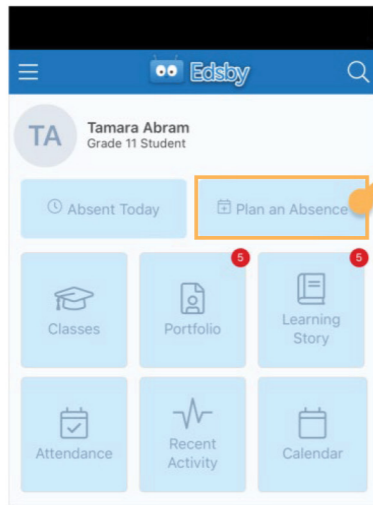 Edsby
TA
Tamara Abram
Grade 11 Student
Absent Today
Plan an Absence
5
5
Classes
Portfolio
Learning
Story
Attendance
Recent
Activity
Calendar